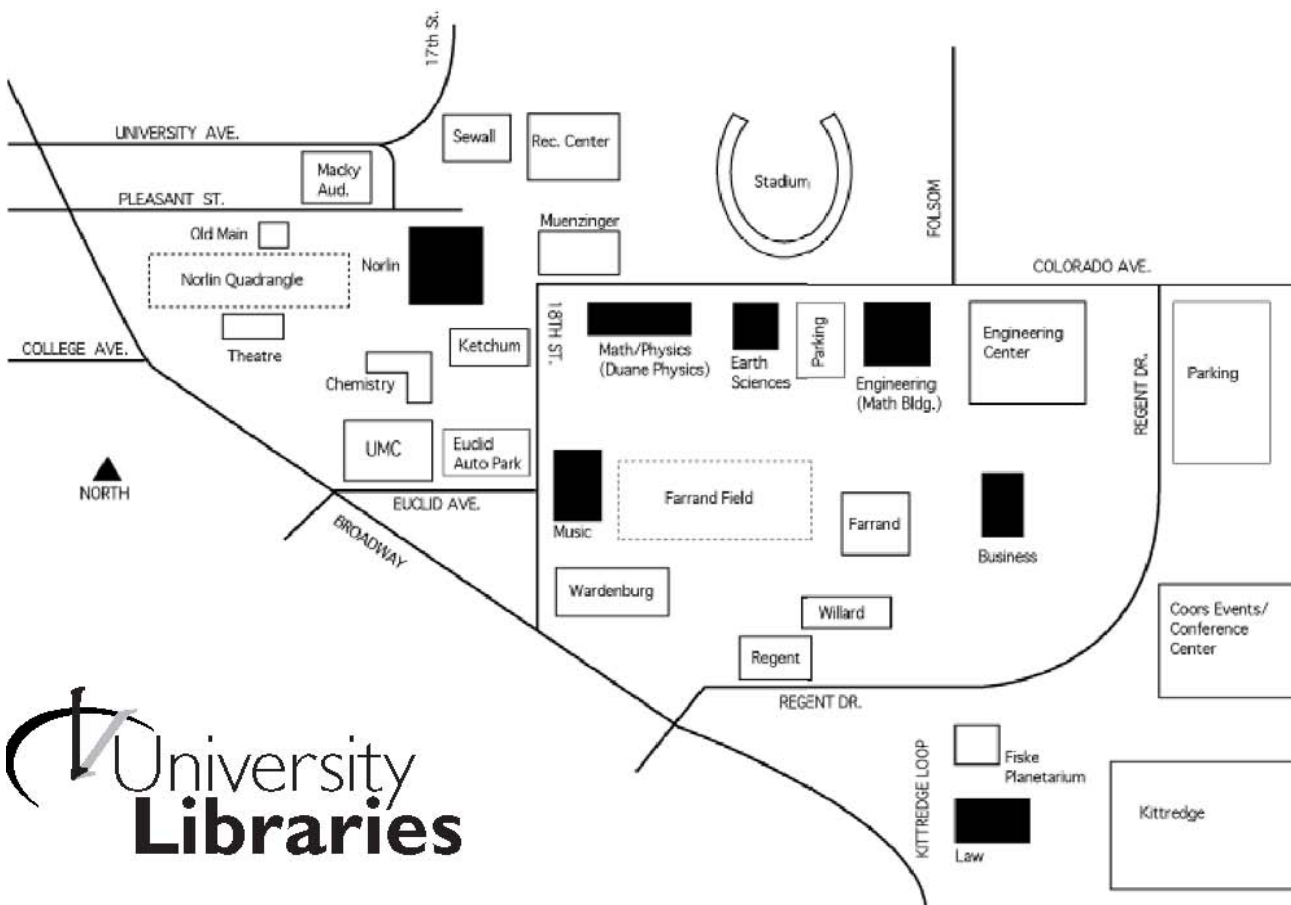 17th St.
UNIVERSITY AVE.
Sewall
Rec. Center
Macky
Aud.
Stadium
PLEASANT ST.
Old Main
Muenzinger
FOLSOM
Norlin Quadrangle
Norlin
COLORADO AVE.
18TH ST.
Math/Physics
(Duane Physics)
Earth
Sciences
Parking
Engineering
(Math Bldg.)
Engineering
Center
REGENT DR.
Parking
COLLEGE AVE.
Theatre
Ketchum
Chemistry
UMC
Euclid
Auto Park
NORTH
EUCLID AVE.
BROADWAY
Music
Farrand Field
Farrand
Business
Wardenburg
Willard
Regent
Coors Events/
Conference
Center
REGENT DR.
KITTREDGE LOOP
Fiske
Planetarium
Law
Kittredge
University
Libraries